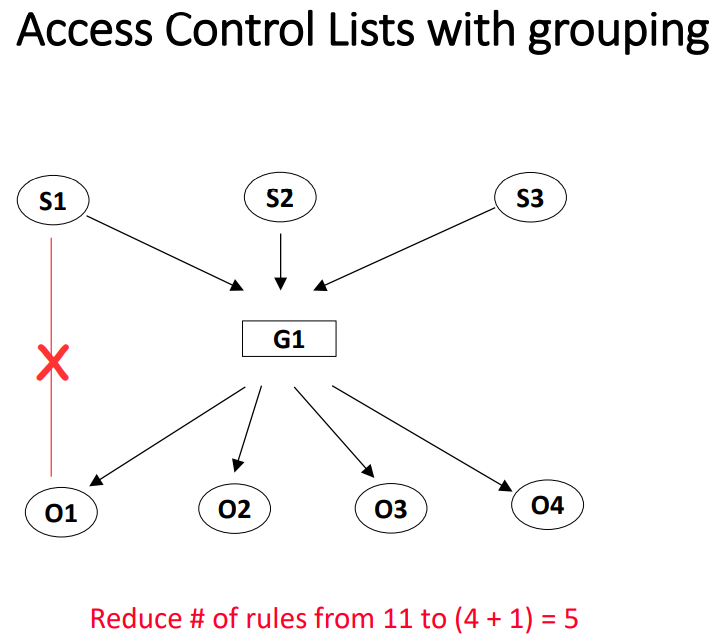 Access Control Lists with grouping
S1
S2
S3
G1
O1
O2
O3
O4
Reduce # of rules from 11 to (4 + 1) = 5